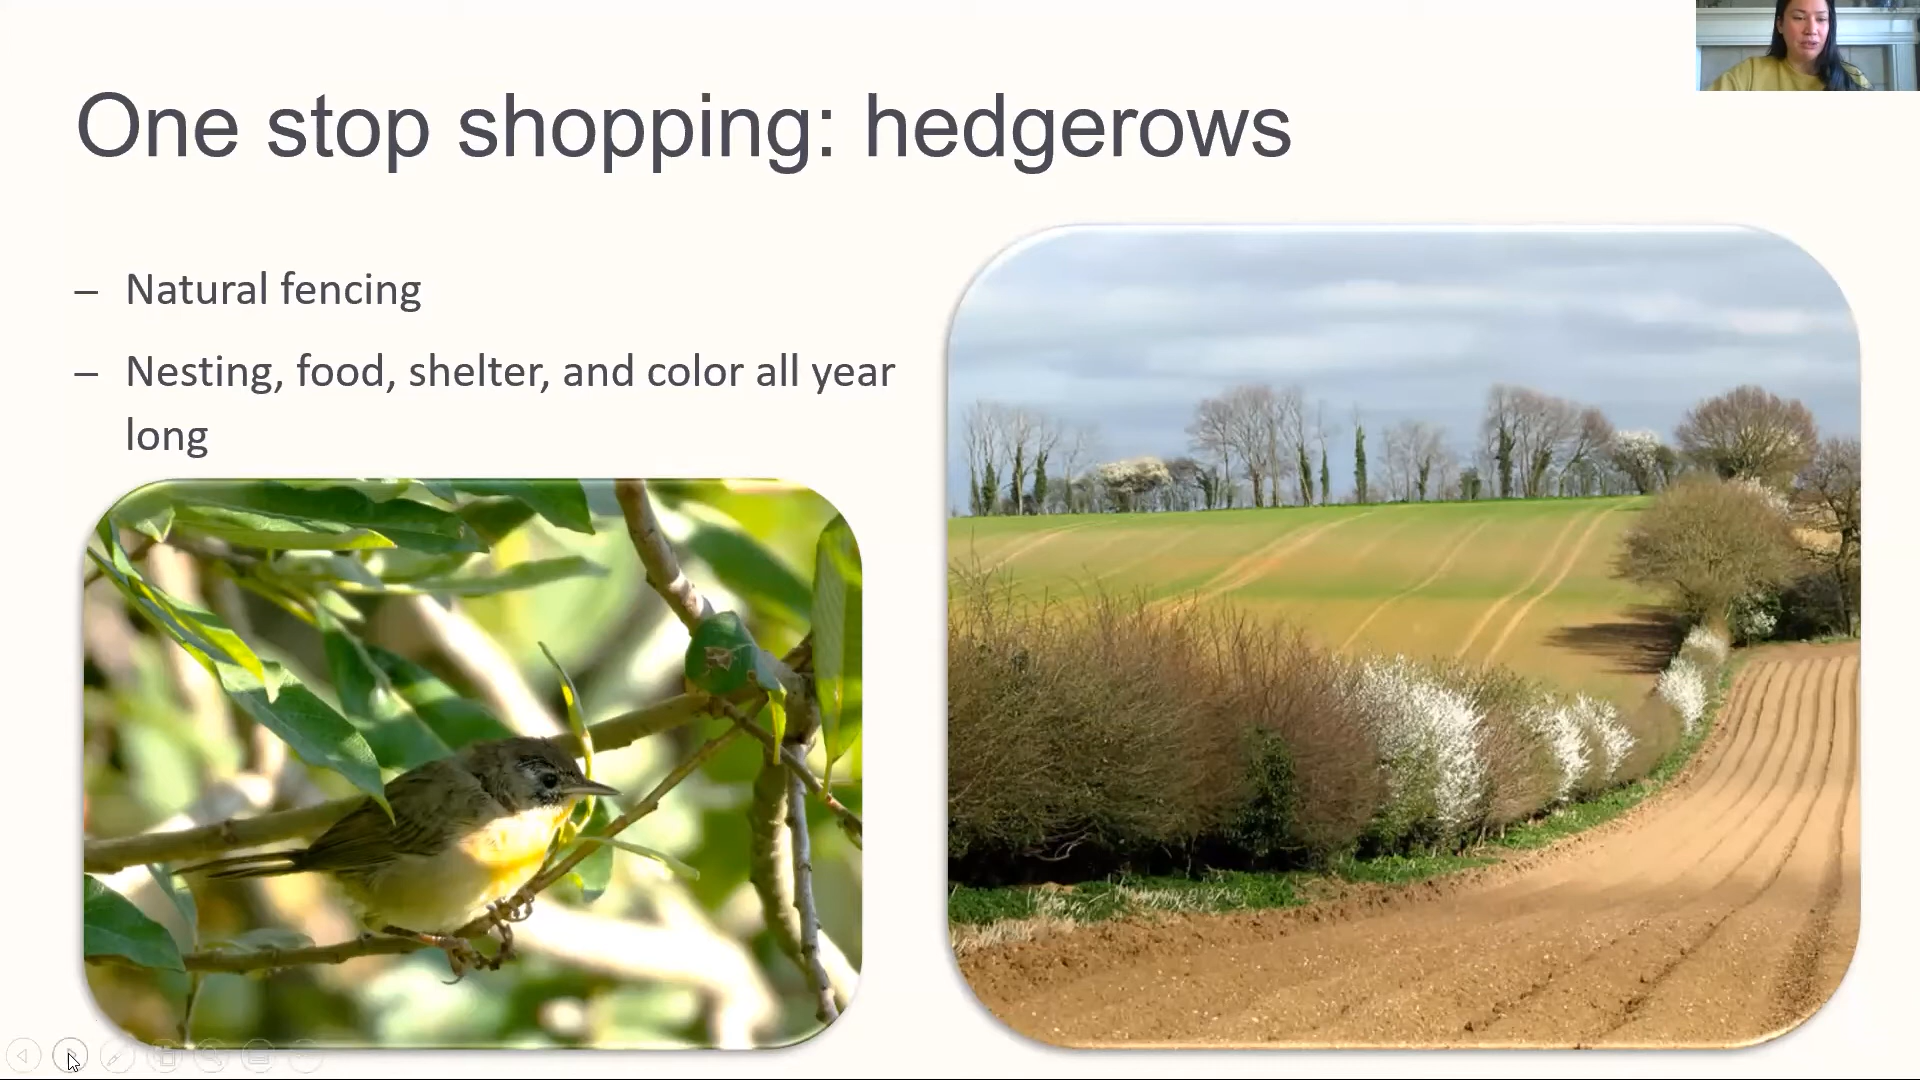 One stop shopping: hedgerows
– Natural fencing
– Nesting, food, shelter, and color all year
long